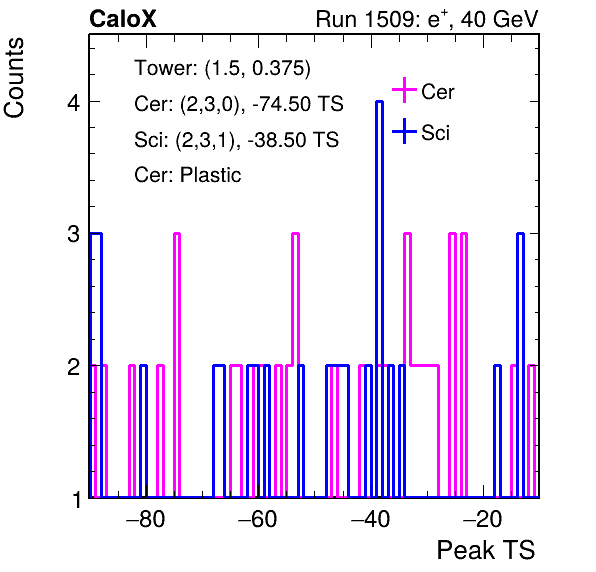 CaloX Run 1509: e+, 40 GeV
Counts
Tower: (1.5, 0.375)
Cer: (2,3,0), -74.50 TS
Sci: (2,3,1), -38.50 TS
Cer: Plastic
Cer
Sci
4
3
2
1
−80 −60 −40 −20
Peak TS